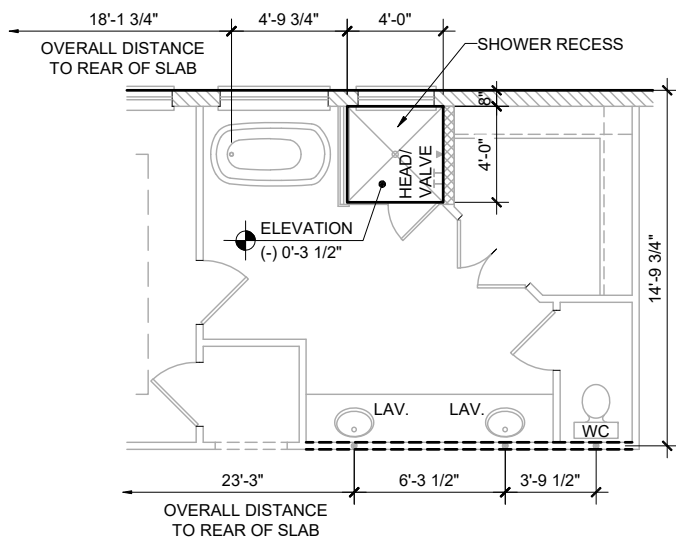 18'-1 3/4"
4'-9 3/4"
4'-0"
OVERALL DISTANCE
TO REAR OF SLAB
SHOWER RECESS
8"
4'-0"
HEAD/
VALVE
ELEVATION
(-) 0'-3 1/2"
14'-9 3/4"
LAV.
LAV.
WC
23'-3"
6'-3 1/2"
3'-9 1/2"
OVERALL DISTANCE
TO REAR OF SLAB